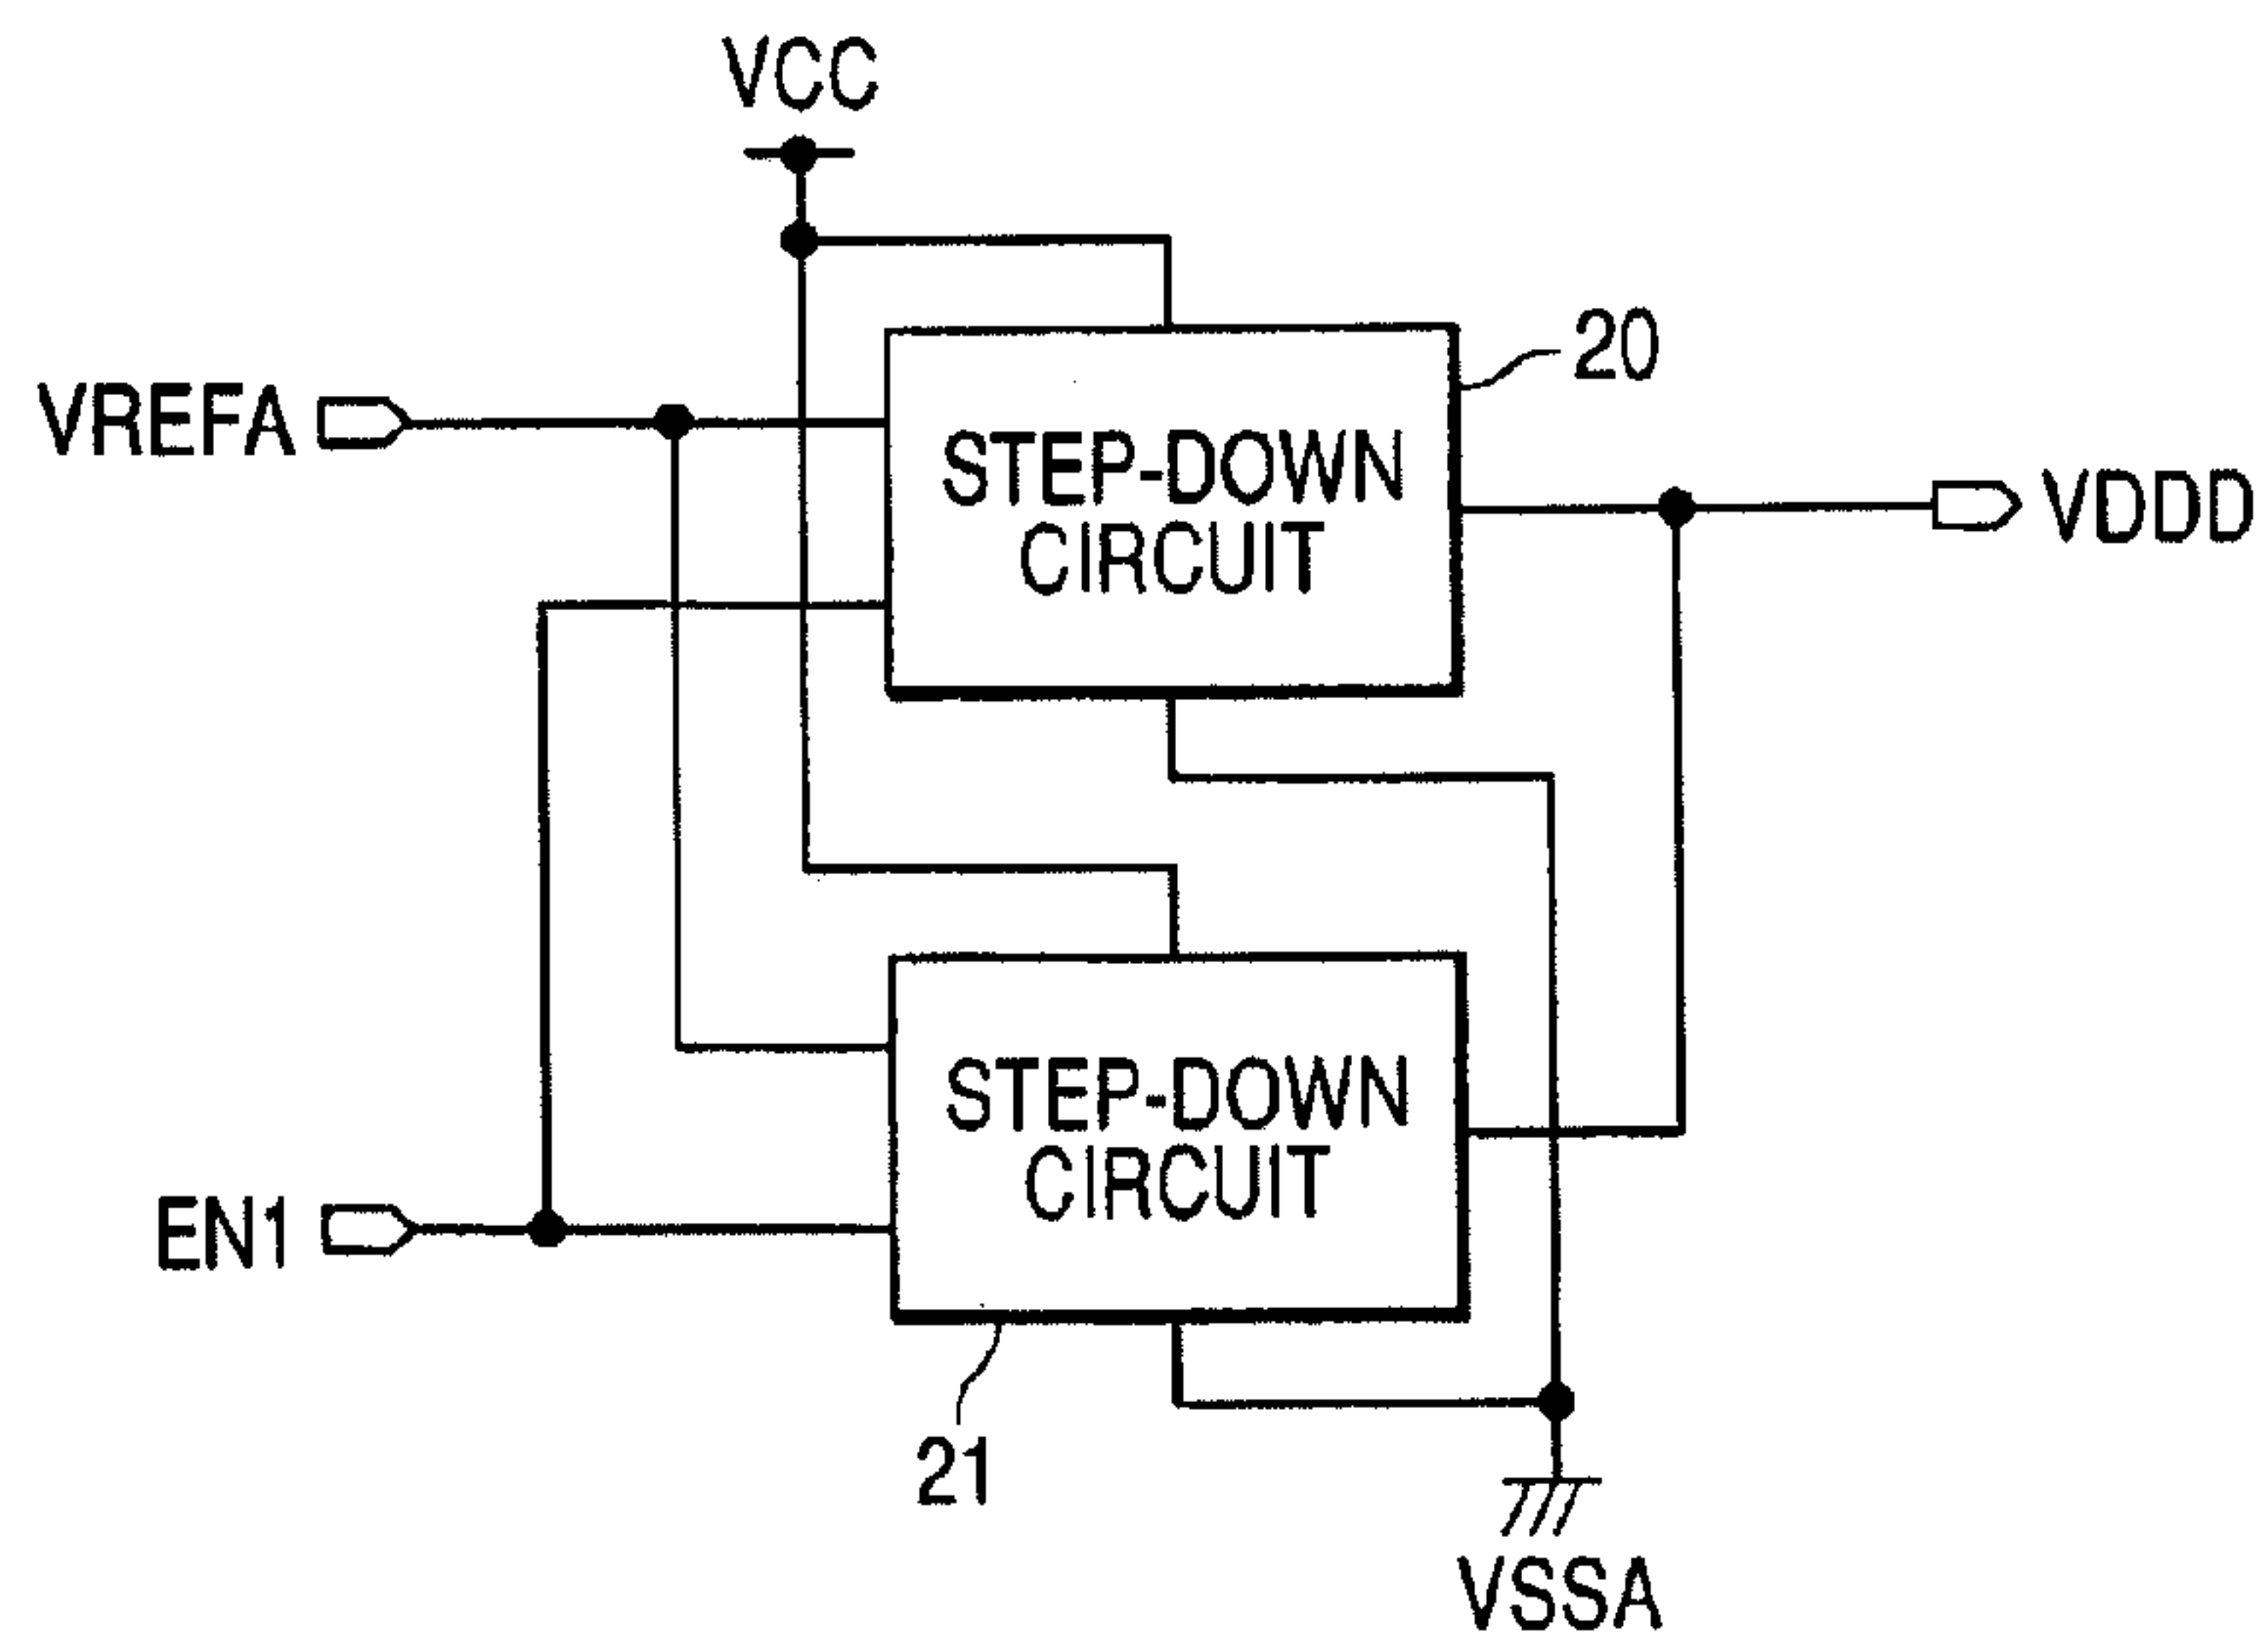 VCC
20
VREFA
STEP-DOWN
CIRCUIT
VDDD
STEP-DOWN
CIRCUIT
EN1
21
VSSA